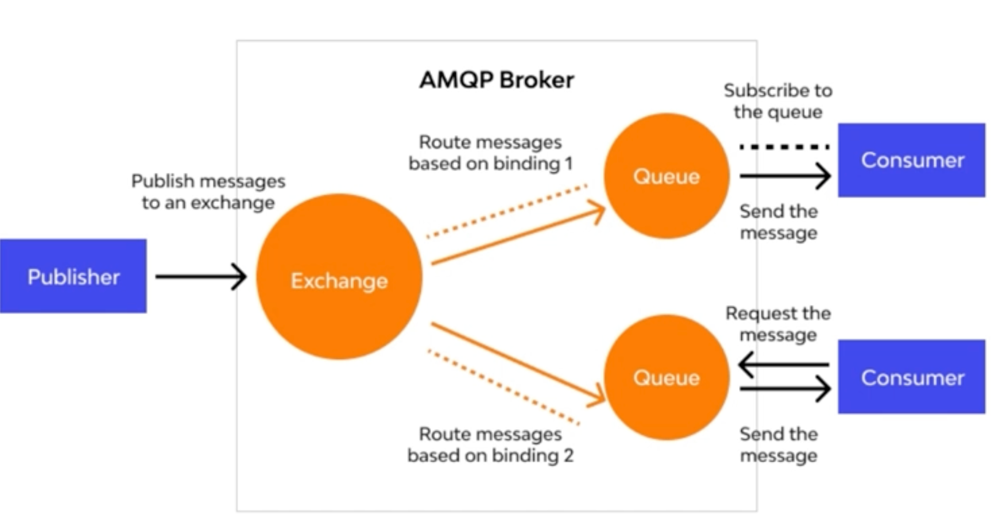 AMQP Broker
Subscribe to
the queue
Route messages
based on binding 1
Queue
Consumer
Publish messages
to an exchange
Send the
message
Publisher
Exchange
Request the
message
Queue
Consumer
Route messages
based on binding 2
Send the
message